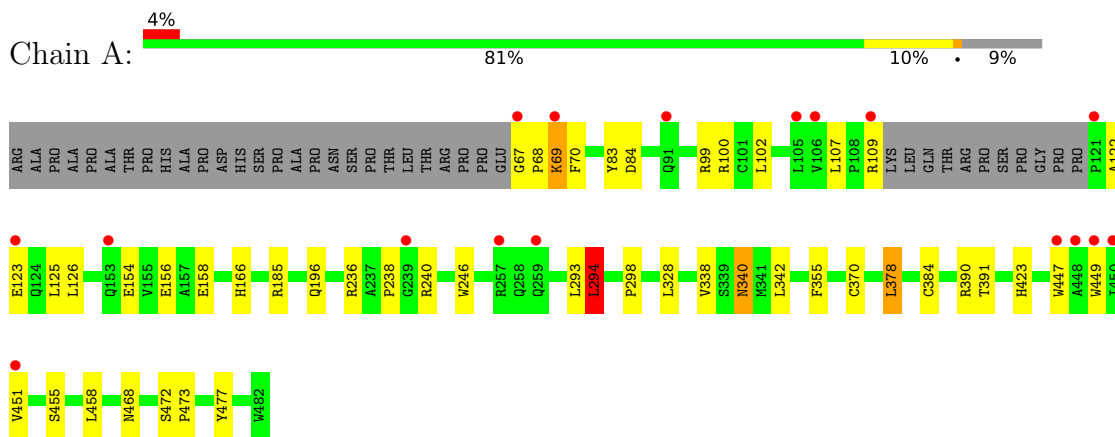 4%
Chain A:
81% 10% • 9%
ARG ALA PRO ALA PRO ALA THR PRO HIS ALA PRO ASP HIS SER PRO ALA PRO ASN SER PRO THR LEU THR ARG PRO PRO GLU G67 P68 K69 F70 Y83 D84 Q91 R99 R100 C101 L102 L105 V106 L107 P108 R109 LYS LEU GLN THR ARG PRO SER PRO GLY PRO PRO P121 A122
E123 Q124 L125 L126 Q153 E154 V155 E156 A157 E158 H166 R185 Q196 R236 A237 P238 G239 R240 W246 R257 Q258 Q259 L293 L294 P298 L328 V338 S339 N340 M341 L342 F355 C370 L378 C384 R390 T391 H423 W447 A448 W449 I450
V451 S455 L458 N468 S472 P473 Y477 W482